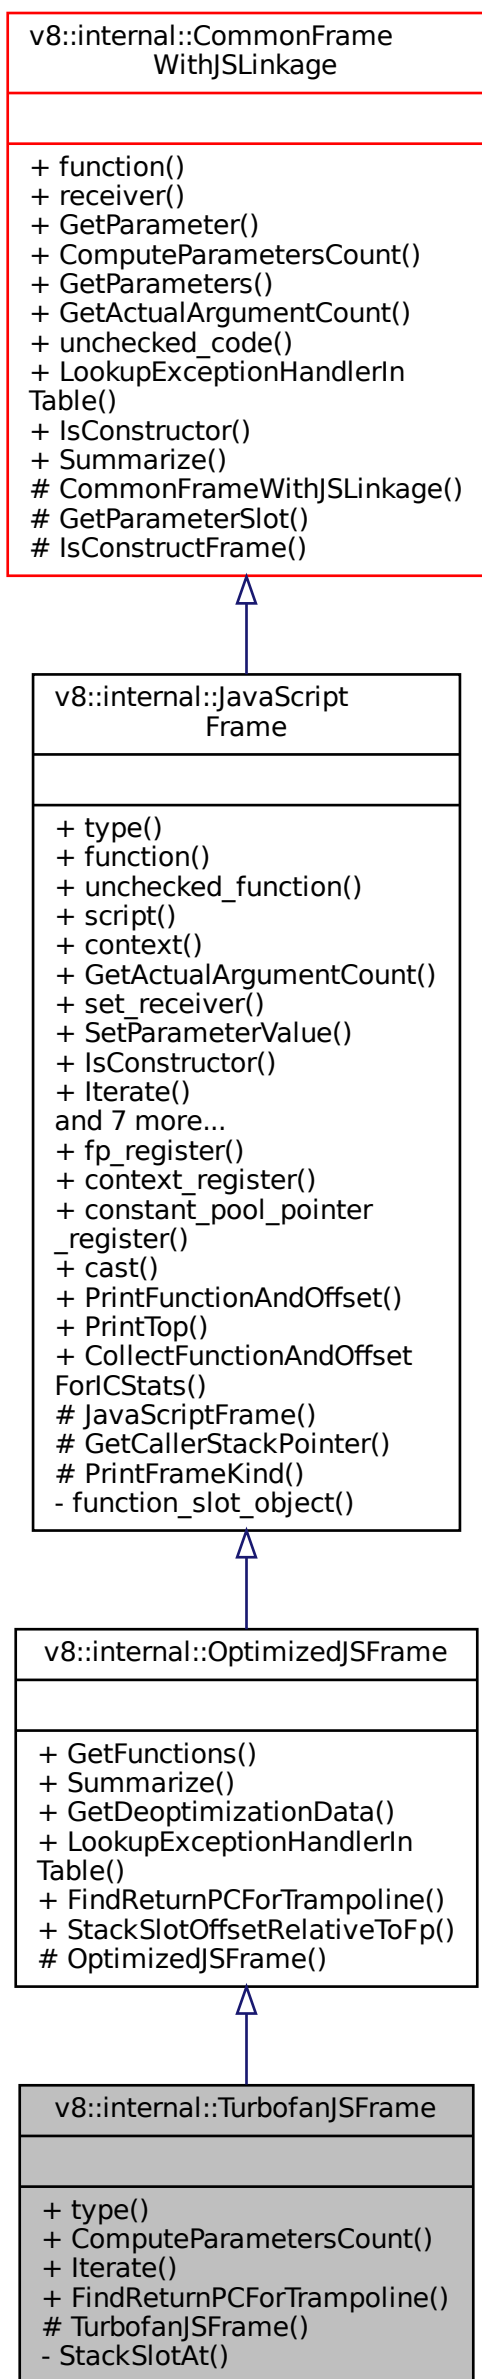 v8::internal::CommonFrame
WithJSLinkage
+ function()
+ receiver()
+ GetParameter()
+ ComputeParametersCount()
+ GetParameters()
+ GetActualArgumentCount()
+ unchecked_code()
+ LookupExceptionHandlerIn
Table()
+ IsConstructor()
+ Summarize()
# CommonFrameWithJSLinkage()
# GetParameterSlot()
# IsConstructFrame()
v8::internal::JavaScript
Frame
+ type()
+ function()
+ unchecked_function()
+ script()
+ context()
+ GetActualArgumentCount()
+ set_receiver()
+ SetParameterValue()
+ IsConstructor()
+ Iterate()
and 7 more...
+ fp_register()
+ context_register()
+ constant_pool_pointer
_register()
+ cast()
+ PrintFunctionAndOffset()
+ PrintTop()
+ CollectFunctionAndOffset
ForICStats()
# JavaScriptFrame()
# GetCallerStackPointer()
# PrintFrameKind()
- function_slot_object()
v8::internal::OptimizedJSFrame
+ GetFunctions()
+ Summarize()
+ GetDeoptimizationData()
+ LookupExceptionHandlerIn
Table()
+ FindReturnPCForTrampoline()
+ StackSlotOffsetRelativeToFp()
# OptimizedJSFrame()
v8::internal::TurbofanJSFrame
+ type()
+ ComputeParametersCount()
+ Iterate()
+ FindReturnPCForTrampoline()
# TurbofanJSFrame()
- StackSlotAt()